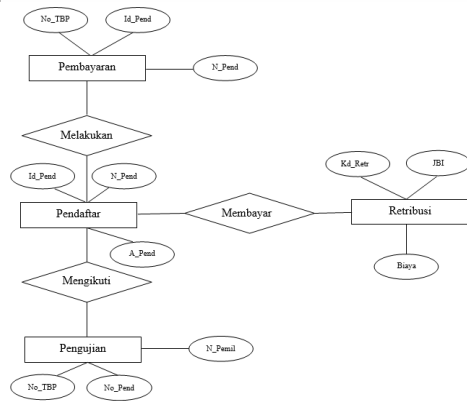 No_TBP
Id_Pend
Pembayaran
N_Pend
Melakukan
Id_Pend
N_Pend
Kd_Retr
JBI
Pendaftar
Membayar
Retribusi
A_Pend
Biaya
Mengikuti
Pengujian
N_Pemil
No_TBP
No_Pend